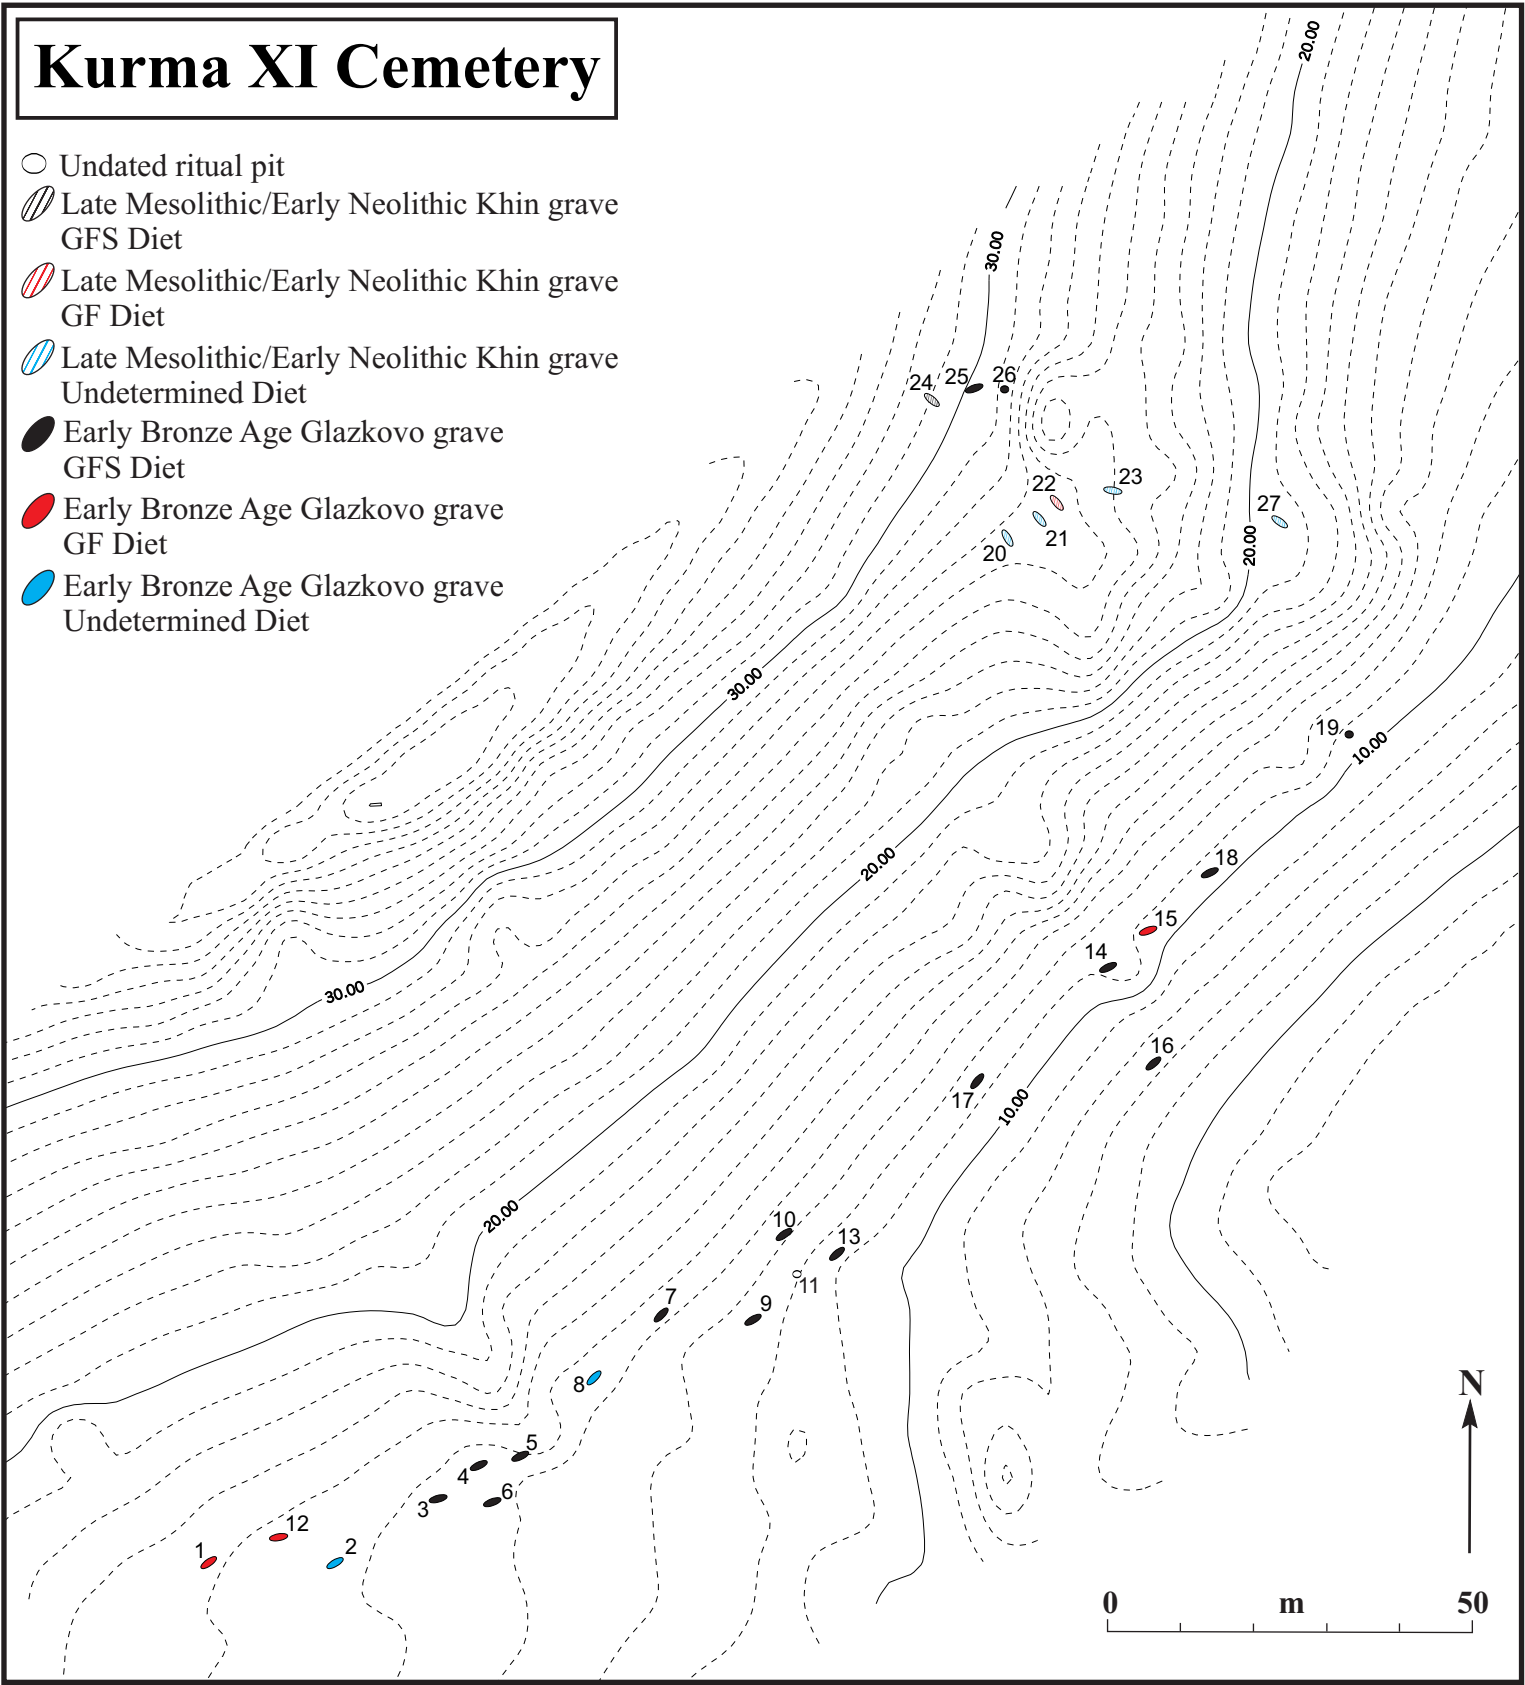 Kurma XI Cemetery
Undated ritual pit
Late Mesolithic/Early Neolithic Khin grave
GFS Diet
Late Mesolithic/Early Neolithic Khin grave
GF Diet
Late Mesolithic/Early Neolithic Khin grave
Undetermined Diet
Early Bronze Age Glazkovo grave
GFS Diet
Early Bronze Age Glazkovo grave
GF Diet
Early Bronze Age Glazkovo grave
Undetermined Diet
20.00
30.00
24
25
26
23
22
27
21
20
20.00
30.00
19
10.00
18
20.00
15
14
30.00
16
17
10.00
20.00
10
13
11
7
9
8
N
5
4
6
3
12
1
2
0 m 50